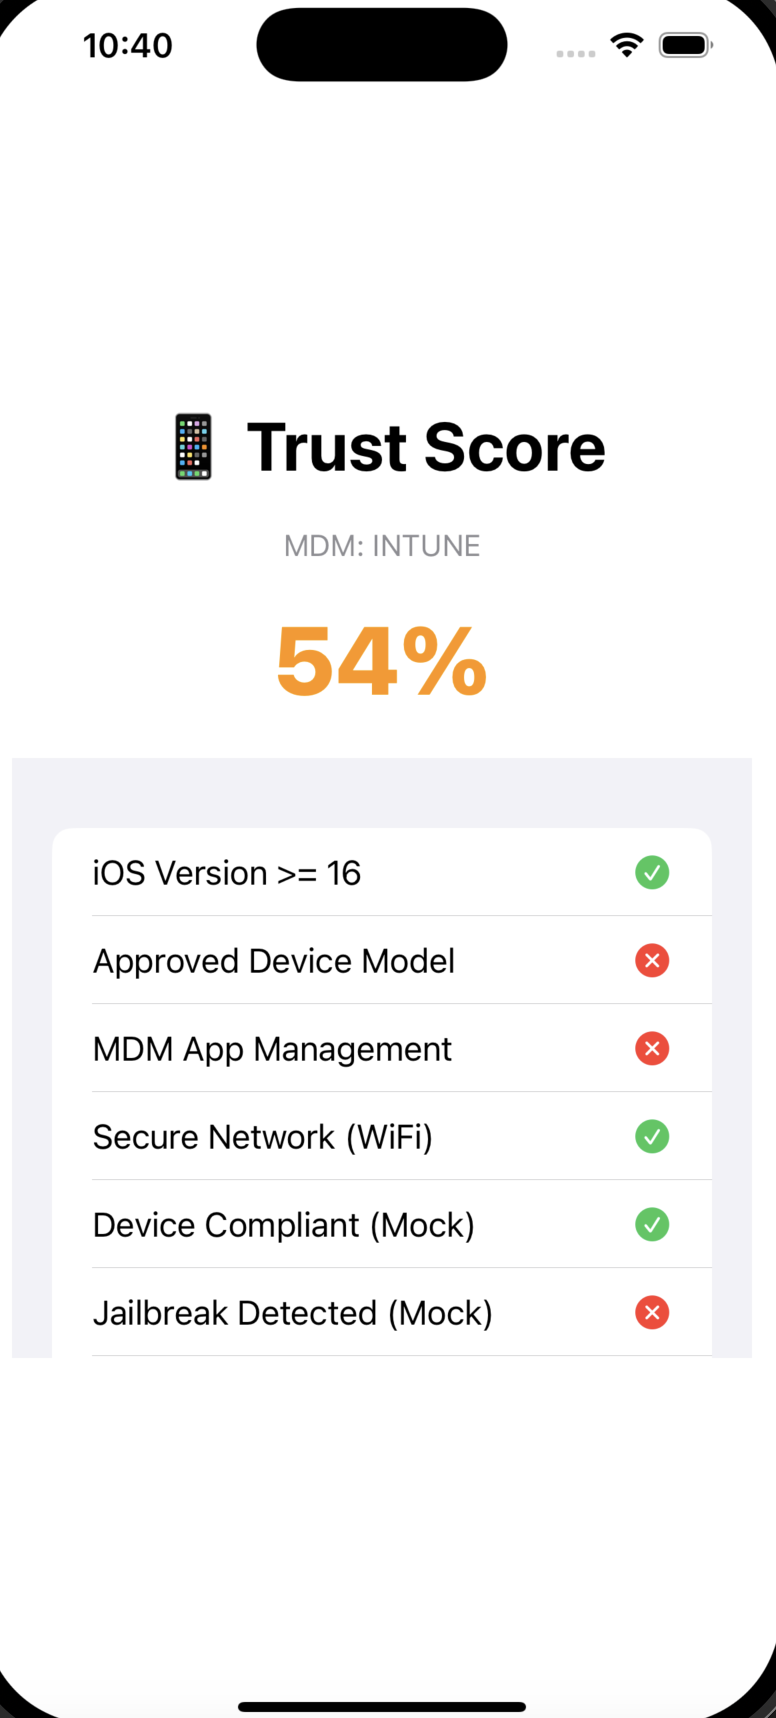 10:40
Trust Score
MDM: INTUNE
54%
iOS Version >= 16
Approved Device Model
MDM App Management
Secure Network (WiFi)
Device Compliant (Mock)
Jailbreak Detected (Mock)